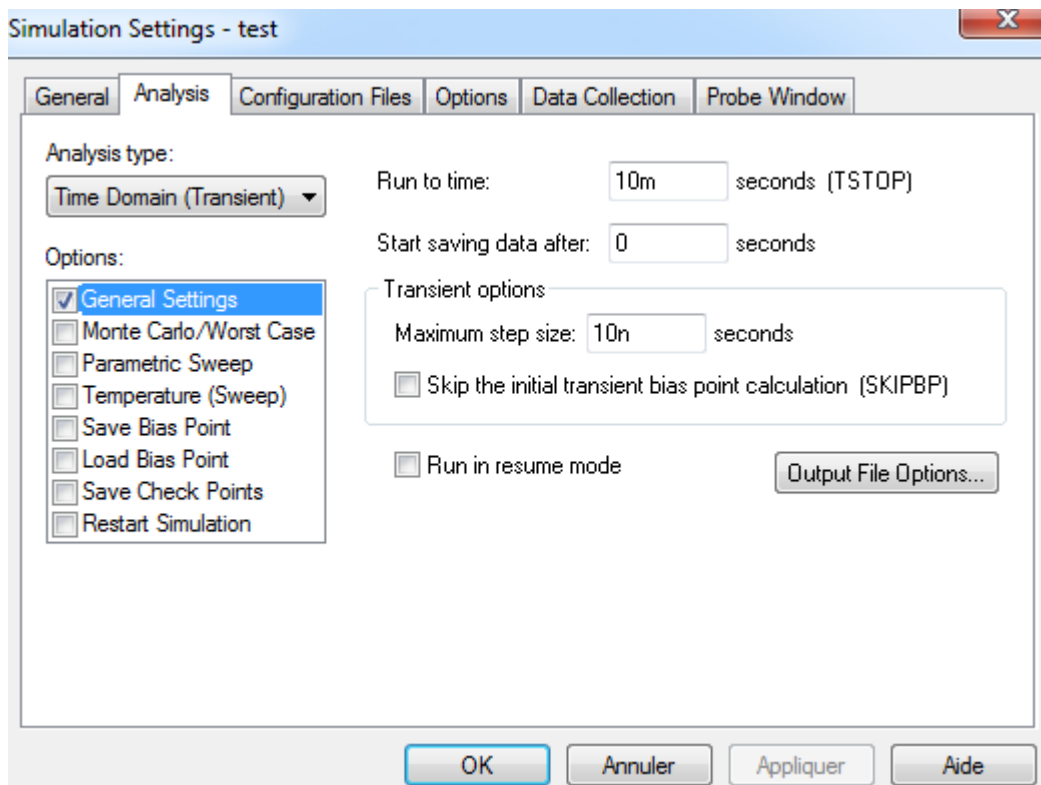 Simulation Settings - test
General Analysis Configuration Files Options Data Collection Probe Window
Analysis type:
Time Domain (Transient)
Options:
General Settings
Monte Carlo/Worst Case
Parametric Sweep
Temperature (Sweep)
Save Bias Point
Load Bias Point
Save Check Points
Restart Simulation
Run to time: 10m seconds (TSTOP)
Start saving data after: 0 seconds
Transient options
Maximum step size: 10n seconds
Skip the initial transient bias point calculation (SKIPBP)
Run in resume mode
Output File Options...
OK Annuler Appliquer Aide